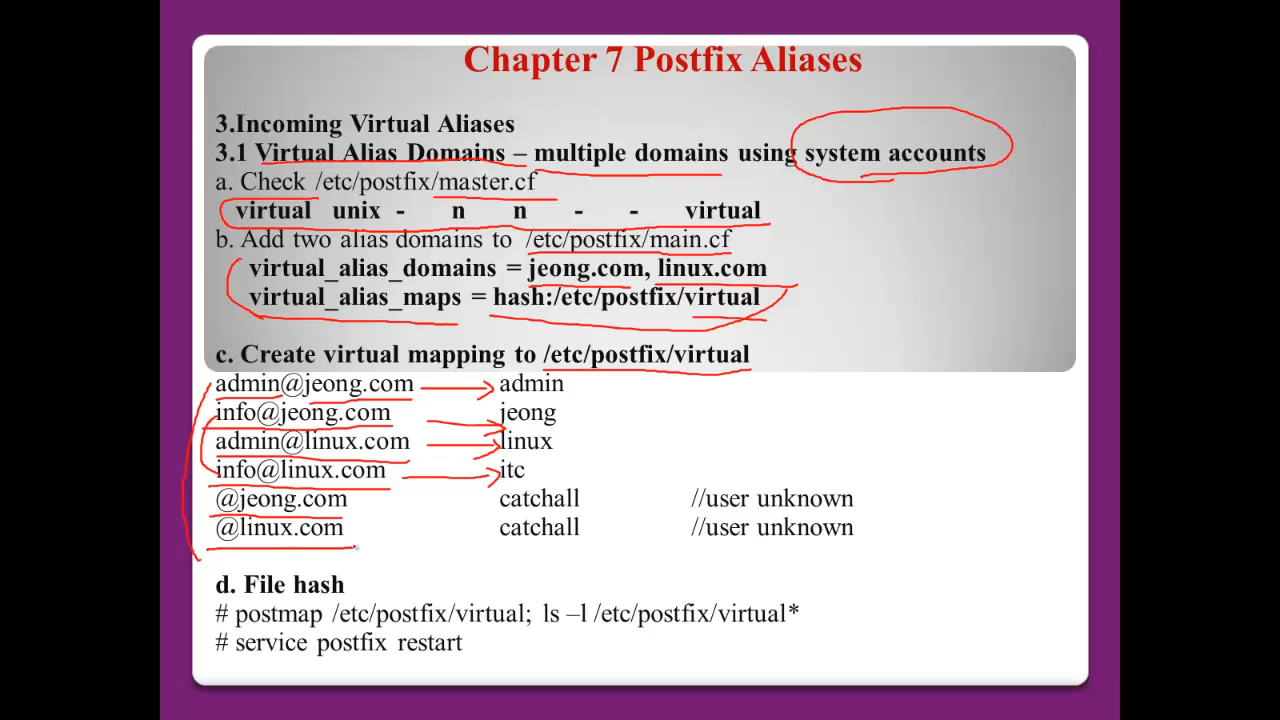 Chapter 7 Postfix Aliases
3.Incoming Virtual Aliases
3.1 Virtual Alias Domains – multiple domains using system accounts
a. Check /etc/postfix/master.cf
virtual unix - n n - - virtual
b. Add two alias domains to /etc/postfix/main.cf
virtual_alias_domains = jeong.com, linux.com
virtual_alias_maps = hash:/etc/postfix/virtual
c. Create virtual mapping to /etc/postfix/virtual
admin@jeong.com admin
info@jeong.com jeong
admin@linux.com linux
info@linux.com itc
@jeong.com catchall //user unknown
@linux.com catchall //user unknown
d. File hash
# postmap /etc/postfix/virtual; ls –l /etc/postfix/virtual*
# service postfix restart